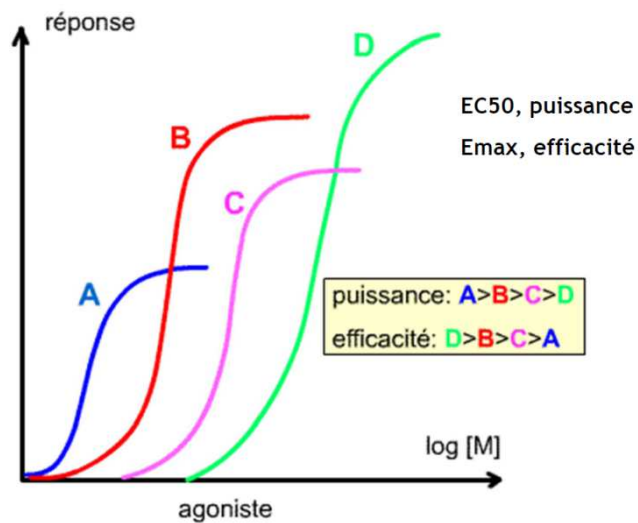 réponse
D
EC50, puissance
B
Emax, efficacité
C
A
puissance: A>B>C>D
efficacité: D>B>C>A
log [M]
agoniste